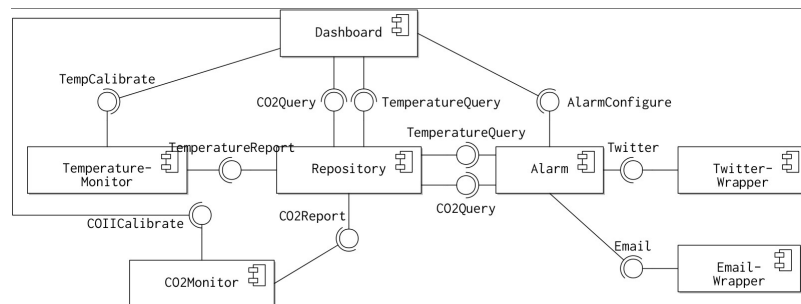 Dashboard
TempCalibrate
CO2Query
TemperatureQuery
AlarmConfigure
TemperatureQuery
TemperatureReport
Twitter
Temperature-
Monitor
Repository
Alarm
Twitter-
Wrapper
CO2Query
CO2Report
COIICalibrate
Email
CO2Monitor
Email-
Wrapper